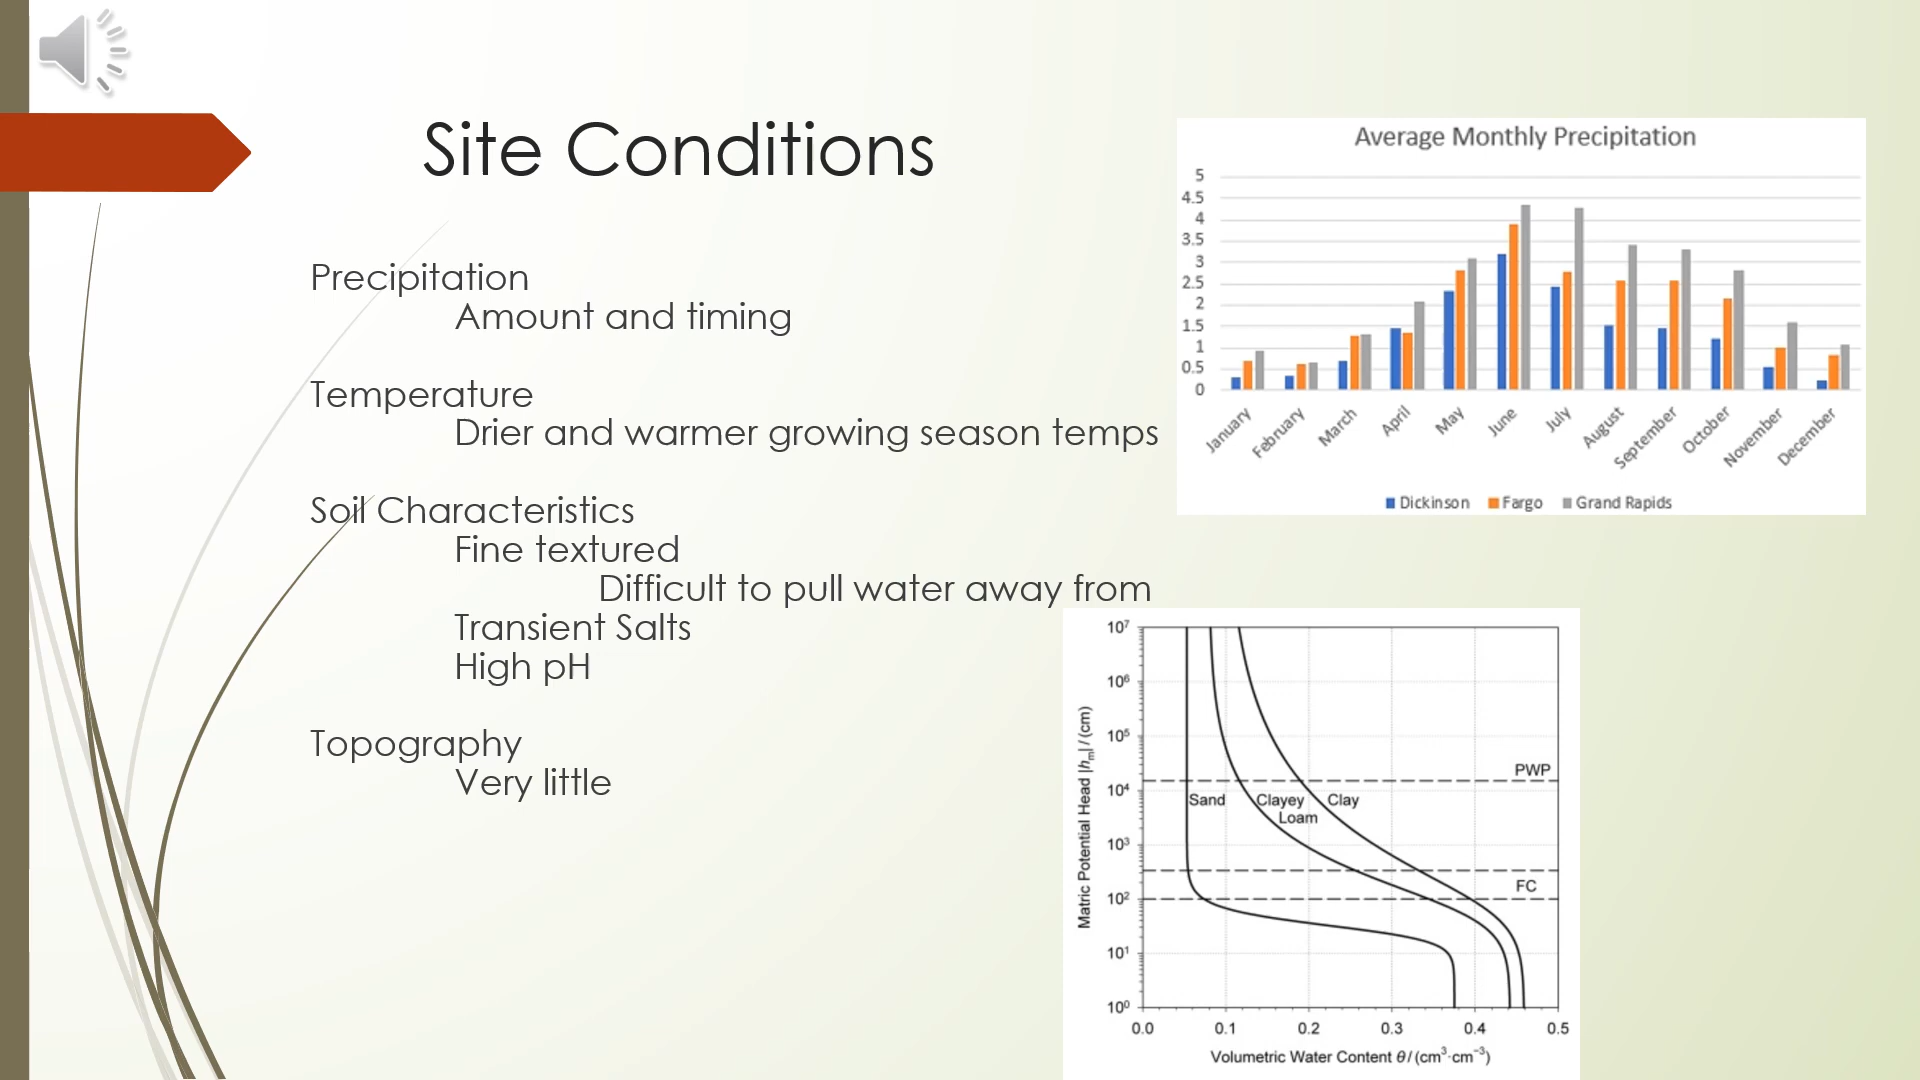 Site Conditions
Precipitation
Amount and timing
Temperature
Drier and warmer growing season temps
Soil Characteristics
Fine textured
Difficult to pull water away from
Transient Salts
High pH
Topography
Very little
Average Monthly Precipitation
5
4.5
4
3.5
3
2.5
2
1.5
1
0.5
0
January February March April May June July August September October November December
Dickinson Fargo Grand Rapids
Matric Potential Head |hₘ| / (cm)
10⁷
10⁶
10⁵
PWP
10⁴
Sand Clayey Clay
Loam
10³
FC
10²
10¹
10⁰
0.0 0.1 0.2 0.3 0.4 0.5
Volumetric Water Content θ / (cm³·cm⁻³)